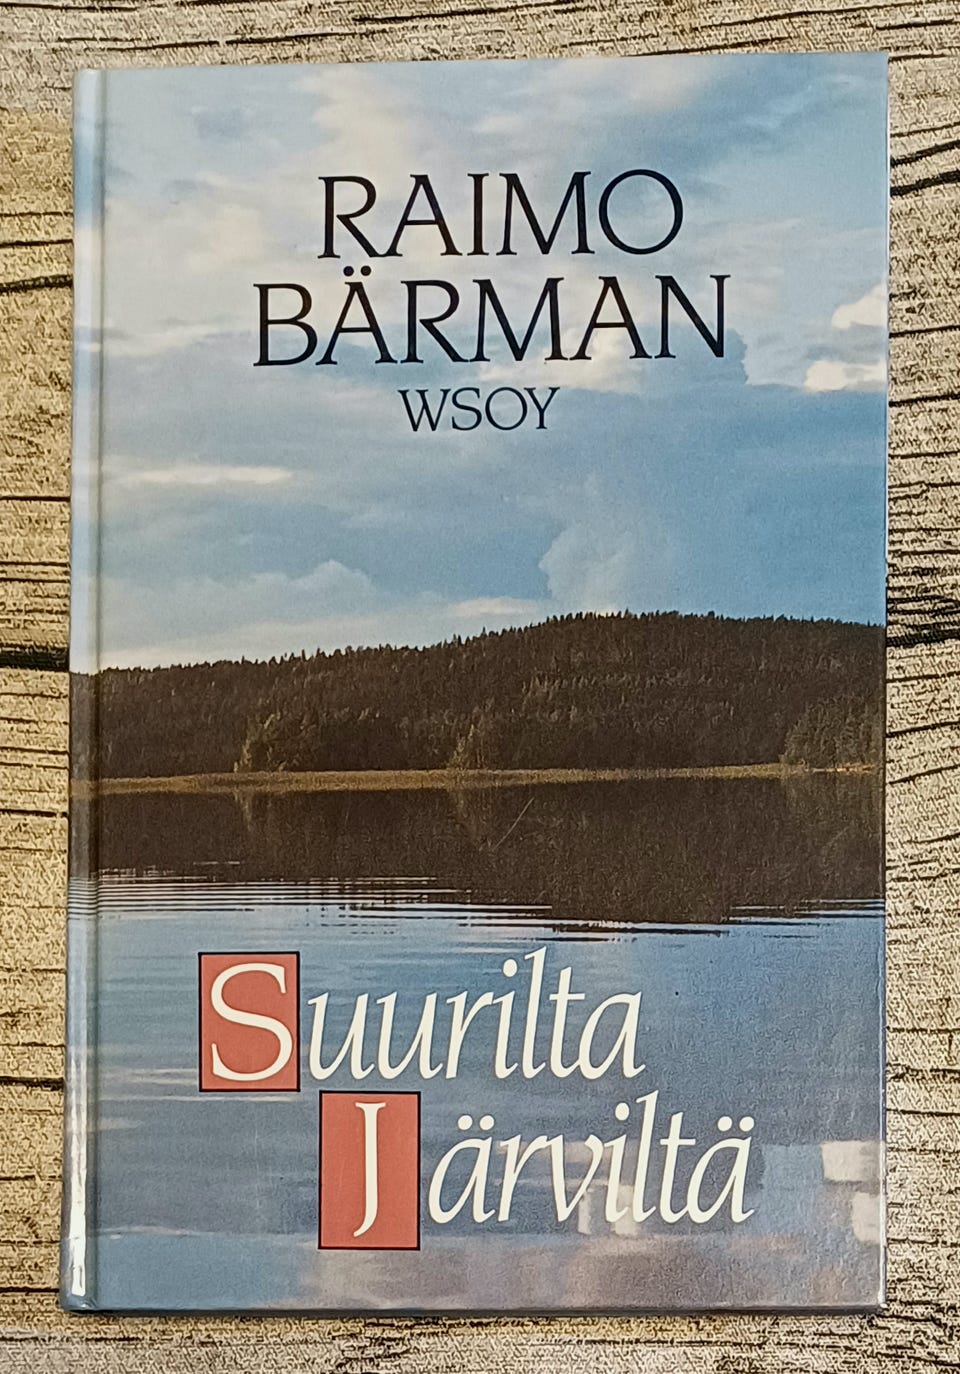 RAIMO
BÄRMAN
WSOY
Suurilta
Järviltä